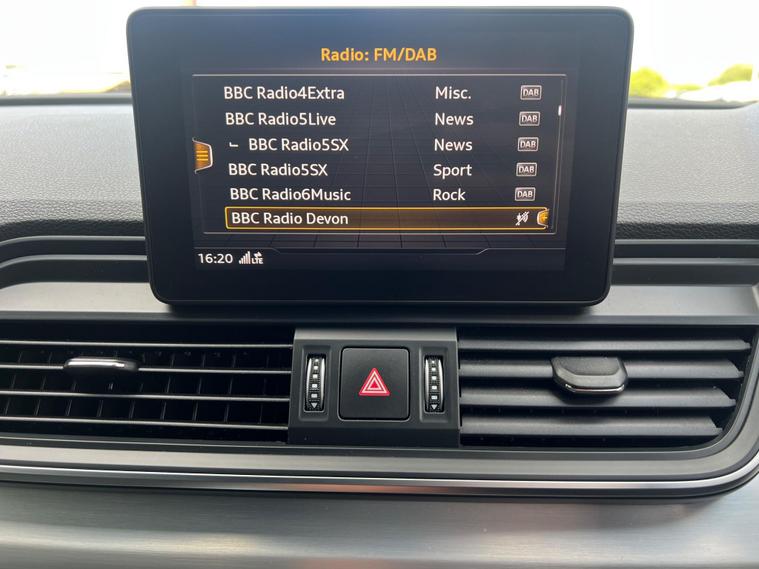 Radio: FM/DAB
BBC Radio4Extra Misc. DAB
BBC Radio5Live News DAB
BBC Radio5SX News DAB
BBC Radio5SX Sport DAB
BBC Radio6Music Rock DAB
BBC Radio Devon
16:20 LTE